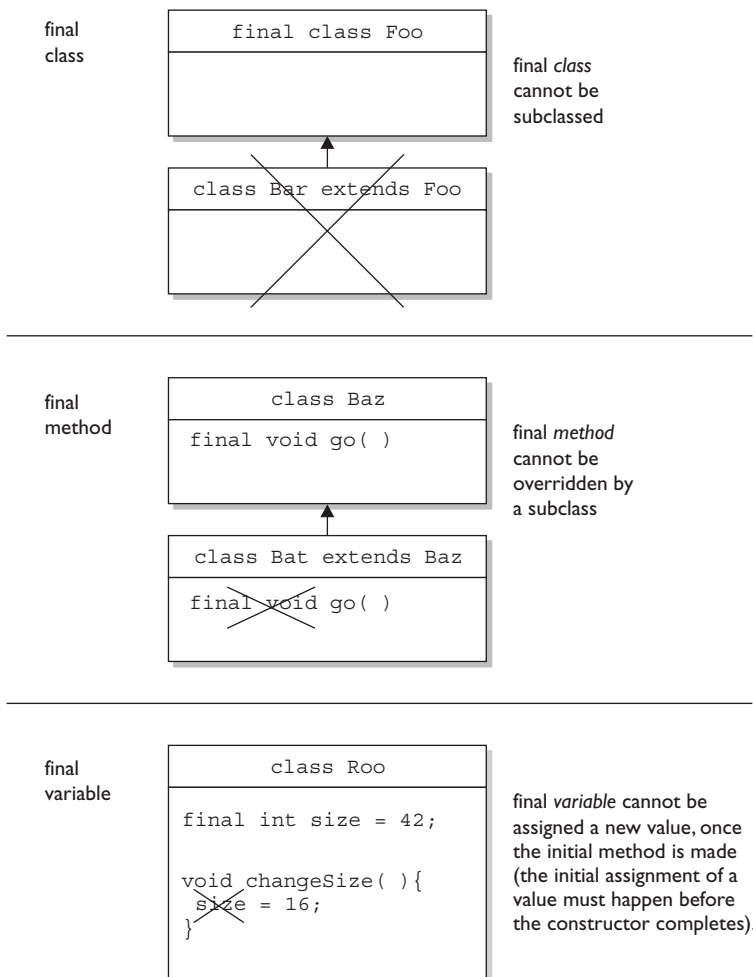 final
class
final class Foo
final class
cannot be
subclassed
class Bar extends Foo
final
method
class Baz
final void go( )
final method
cannot be
overridden by
a subclass
class Bat extends Baz
final void go( )
final
variable
class Roo
final int size = 42;
void changeSize( ){
size = 16;
}
final variable cannot be
assigned a new value, once
the initial method is made
(the initial assignment of a
value must happen before
the constructor completes).